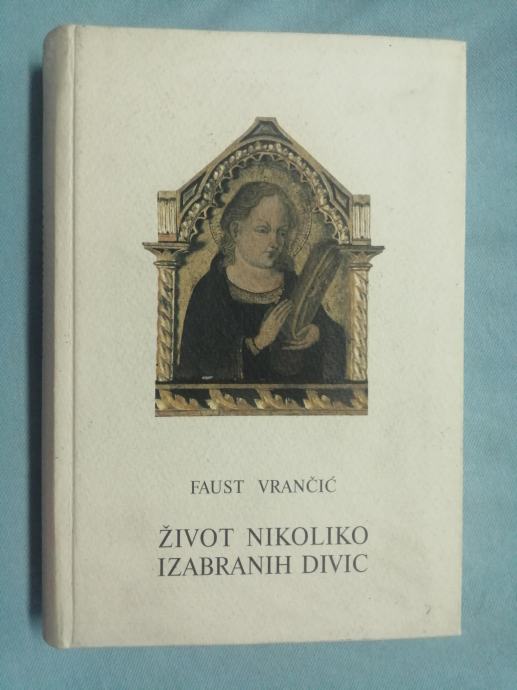 FAUST VRANČIĆ
ŽIVOT NIKOLIKO
IZABRANIH DIVIC